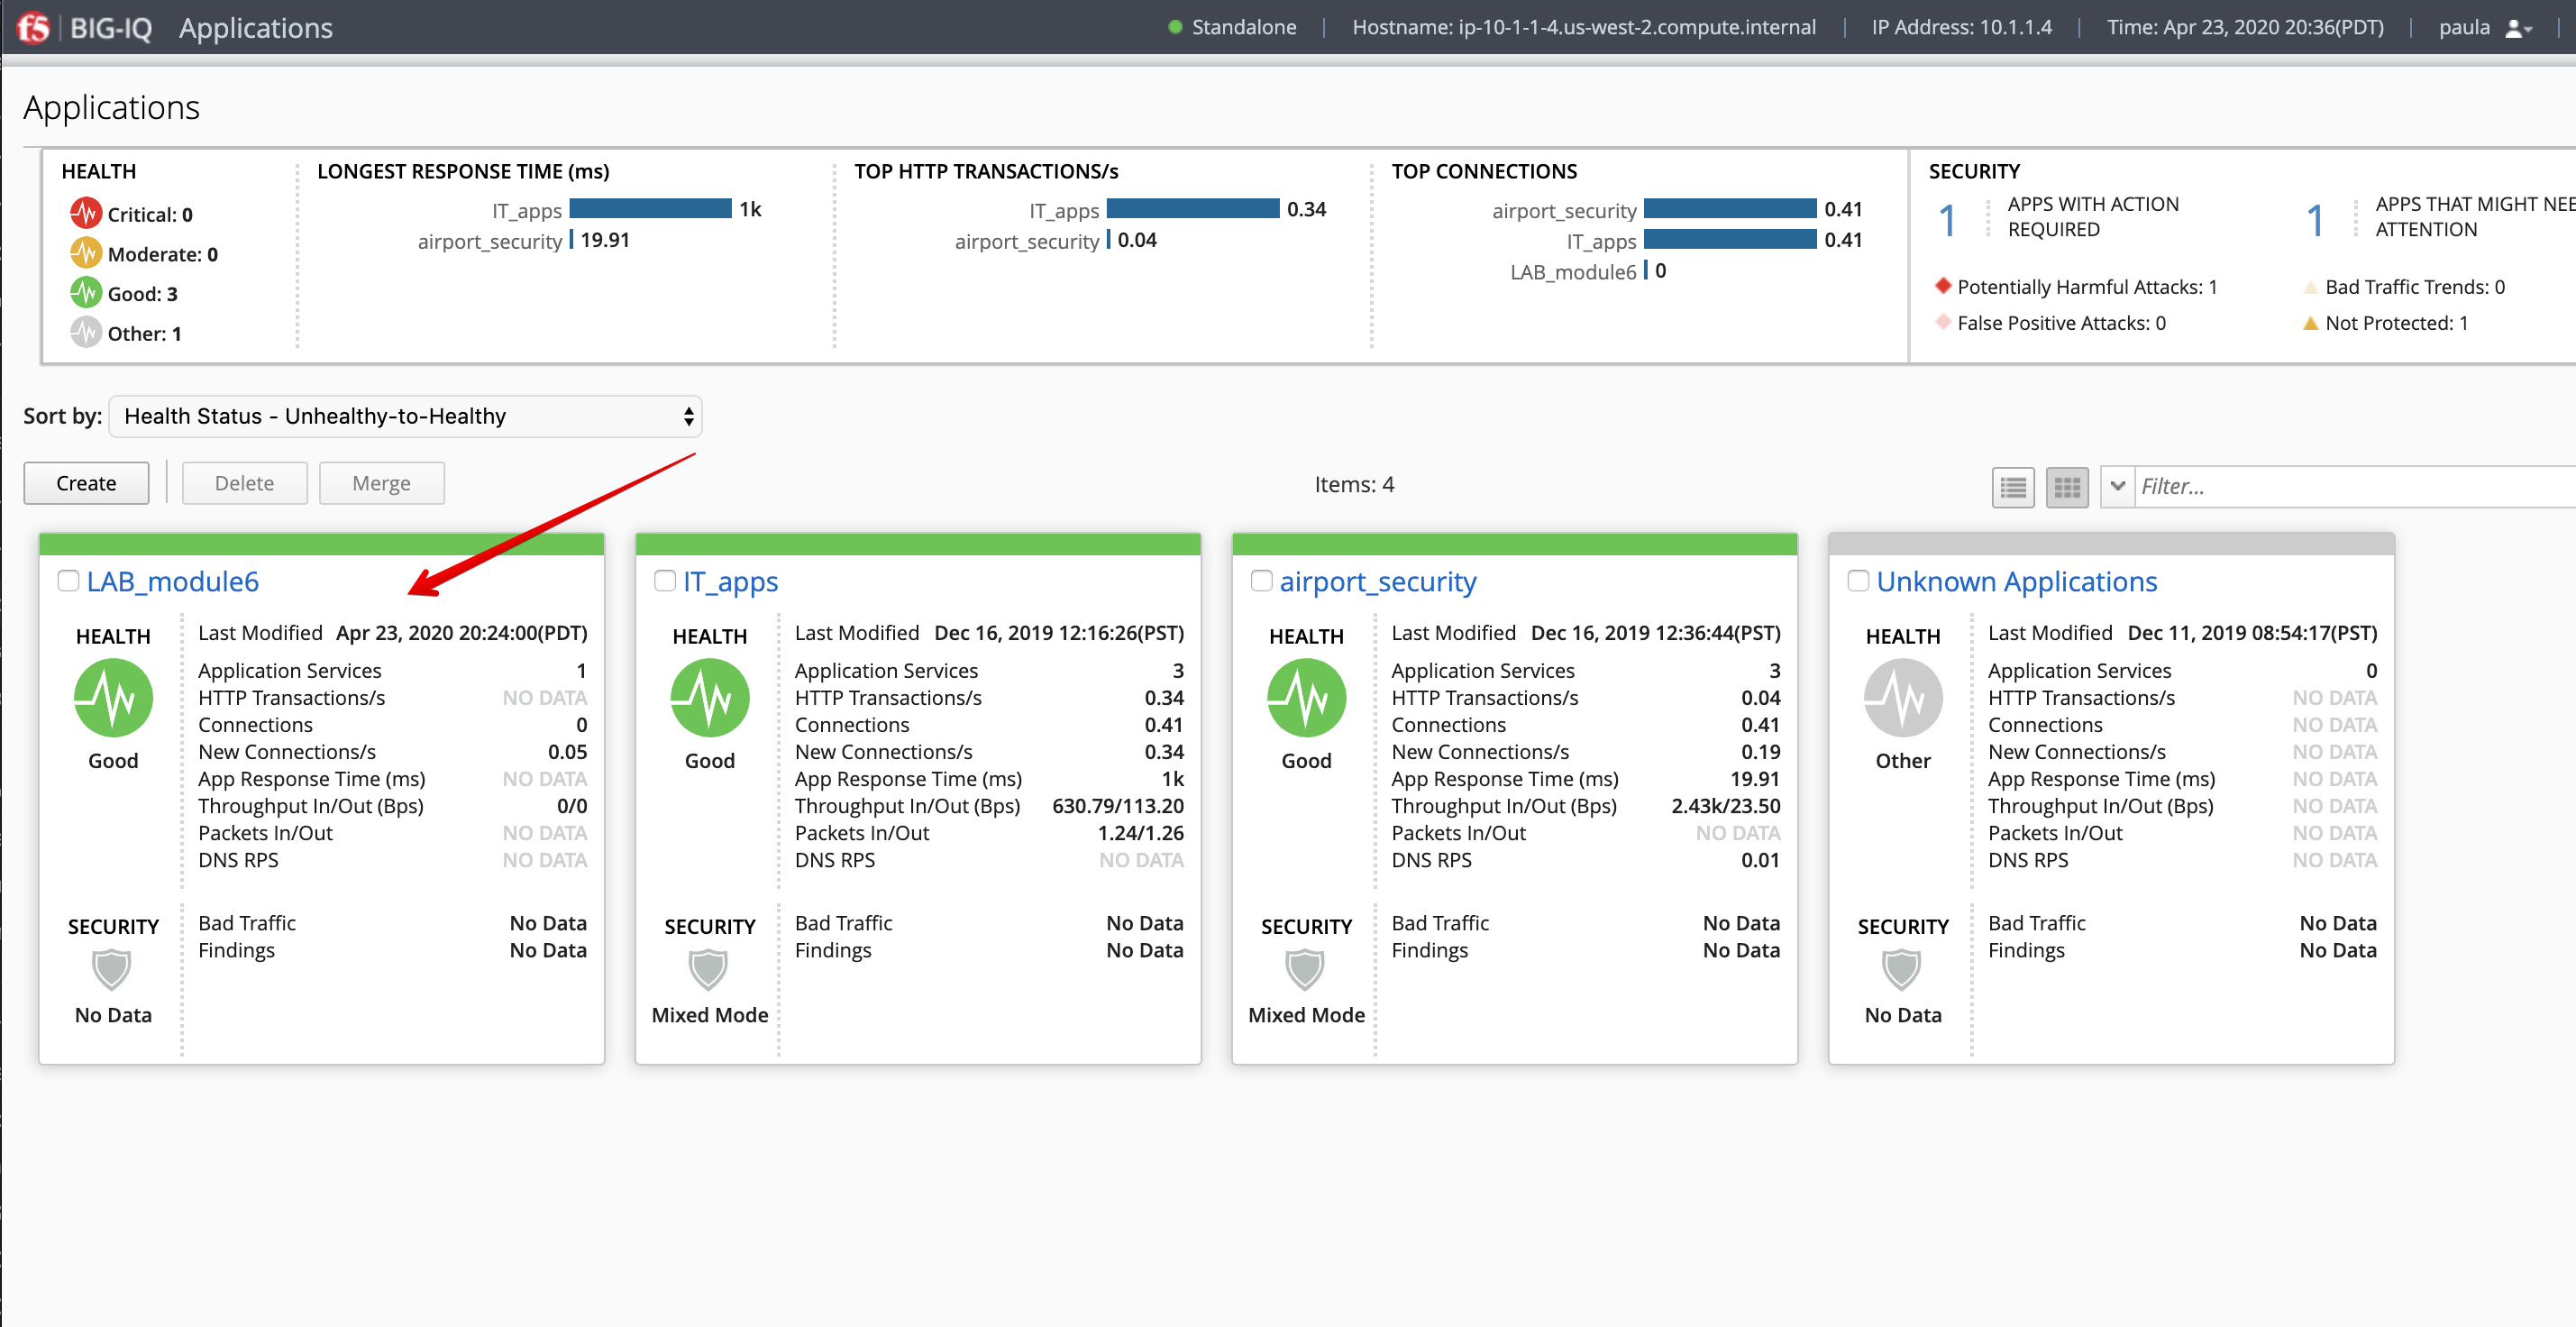 f5 BIG-IQ Applications
Standalone
Hostname: ip-10-1-1-4.us-west-2.compute.internal
IP Address: 10.1.1.4
Time: Apr 23, 2020 20:36(PDT)
paula
Applications
HEALTH
Critical: 0
Moderate: 0
Good: 3
Other: 1
LONGEST RESPONSE TIME (ms)
IT_apps 1k
airport_security 19.91
TOP HTTP TRANSACTIONS/s
IT_apps 0.34
airport_security 0.04
TOP CONNECTIONS
airport_security 0.41
IT_apps 0.41
LAB_module6 0
SECURITY
1 APPS WITH ACTION
REQUIRED
Potentially Harmful Attacks: 1
False Positive Attacks: 0
1 APPS THAT MIGHT NEE
ATTENTION
Bad Traffic Trends: 0
Not Protected: 1
Sort by: Health Status - Unhealthy-to-Healthy
Create Delete Merge
Items: 4
Filter...
LAB_module6
HEALTH
Good
Last Modified Apr 23, 2020 20:24:00(PDT)
Application Services 1
HTTP Transactions/s NO DATA
Connections 0
New Connections/s 0.05
App Response Time (ms) NO DATA
Throughput In/Out (Bps) 0/0
Packets In/Out NO DATA
DNS RPS NO DATA
SECURITY
No Data
Bad Traffic No Data
Findings No Data
IT_apps
HEALTH
Good
Last Modified Dec 16, 2019 12:16:26(PST)
Application Services 3
HTTP Transactions/s 0.34
Connections 0.41
New Connections/s 0.34
App Response Time (ms) 1k
Throughput In/Out (Bps) 630.79/113.20
Packets In/Out 1.24/1.26
DNS RPS NO DATA
SECURITY
Mixed Mode
Bad Traffic No Data
Findings No Data
airport_security
HEALTH
Good
Last Modified Dec 16, 2019 12:36:44(PST)
Application Services 3
HTTP Transactions/s 0.04
Connections 0.41
New Connections/s 0.19
App Response Time (ms) 19.91
Throughput In/Out (Bps) 2.43k/23.50
Packets In/Out NO DATA
DNS RPS 0.01
SECURITY
Mixed Mode
Bad Traffic No Data
Findings No Data
Unknown Applications
HEALTH
Other
Last Modified Dec 11, 2019 08:54:17(PST)
Application Services 0
HTTP Transactions/s NO DATA
Connections NO DATA
New Connections/s NO DATA
App Response Time (ms) NO DATA
Throughput In/Out (Bps) NO DATA
Packets In/Out NO DATA
DNS RPS NO DATA
SECURITY
No Data
Bad Traffic No Data
Findings No Data